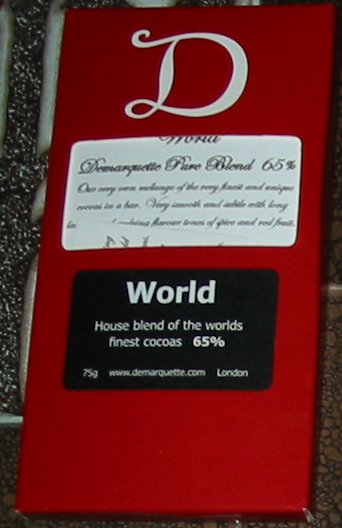 D
World
Demarquette Pure Blend 65%
Our very own melange of the very finest and unique
cocoas in a bar. Very smooth and subtle with long
flavour tones of spice and red fruit.
World
House blend of the worlds
finest cocoas 65%
75g www.demarquette.com London